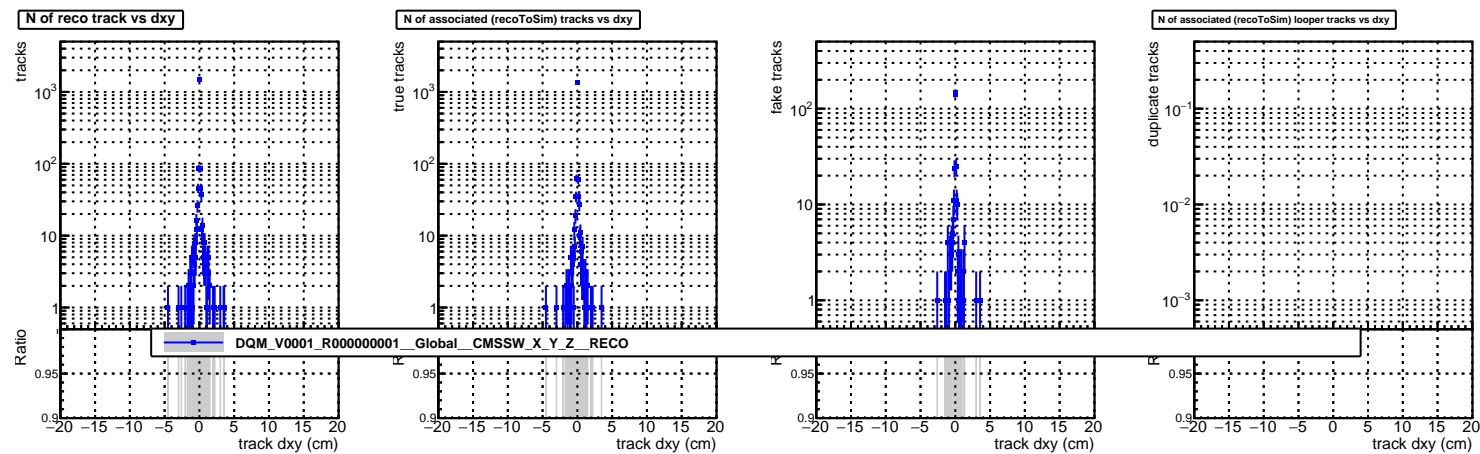 N of reco track vs dxy
tracks
10³
10²
10
1
Ratio
0.95
0.9
−20 −15 −10 −5 0 5 10 15 20
track dxy (cm)
N of associated (recoToSim) tracks vs dxy
true tracks
10³
10²
10
1
0.95
0.9
−20 −15 −10 −5 0 5 10 15 20
track dxy (cm)
fake tracks
10²
10
1
0.95
0.9
−20 −15 −10 −5 0 5 10 15 20
track dxy (cm)
N of associated (recoToSim) looper tracks vs dxy
duplicate tracks
10⁻¹
10⁻²
10⁻³
0.95
0.9
−20 −15 −10 −5 0 5 10 15 20
track dxy (cm)
DQM_V0001_R000000001__Global__CMSSW_X_Y_Z__RECO